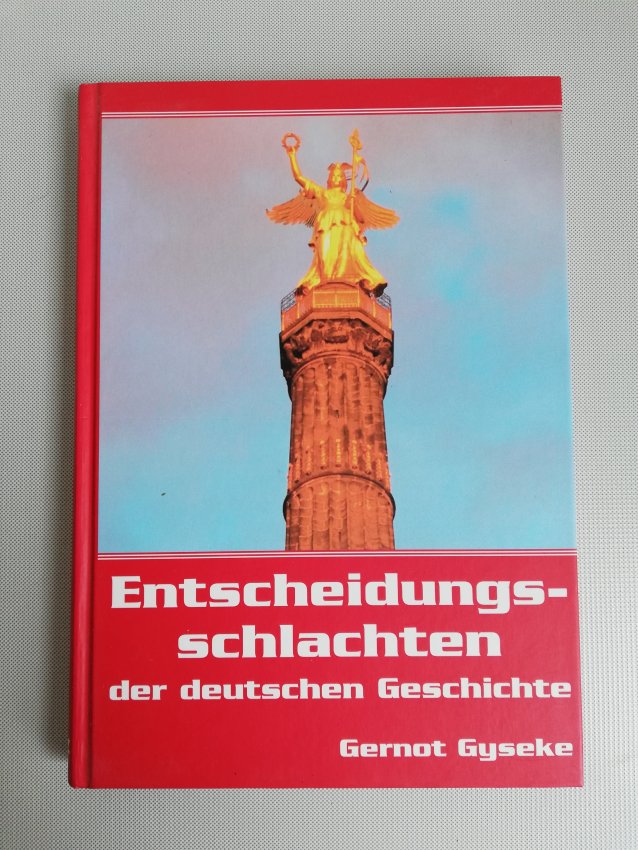 Entscheidungs-
schlachten
der deutschen Geschichte
Gernot Gyseke